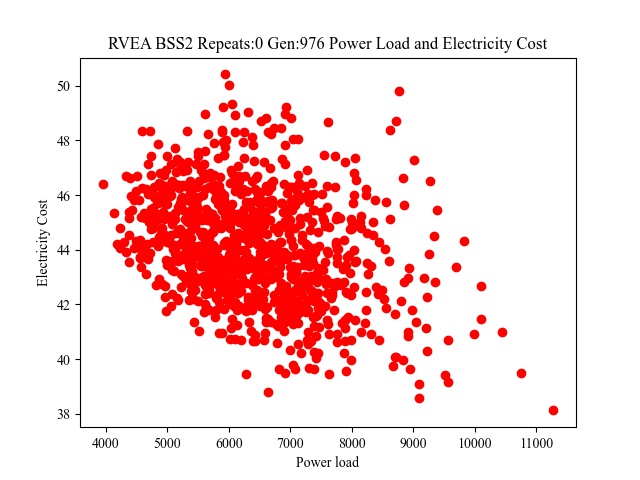 RVEA BSS2 Repeats:0 Gen:976 Power Load and Electricity Cost
50
48
46
44
42
40
38
Electricity Cost
4000 5000 6000 7000 8000 9000 10000 11000
Power load